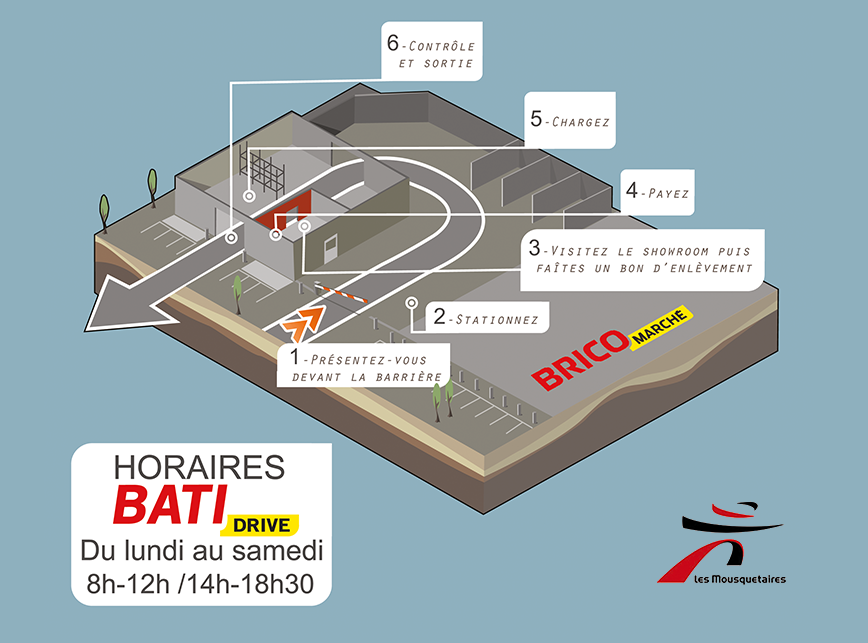 6-Contrôle
et sortie
5-Chargez
4-Payez
3-Visitez le showroom puis
faîtes un bon d'enlèvement
2-Stationnez
BRICO MARCHÉ
1-Présentez-vous
devant la barrière
HORAIRES
BATI DRIVE
Du lundi au samedi
8h-12h /14h-18h30
Les Mousquetaires